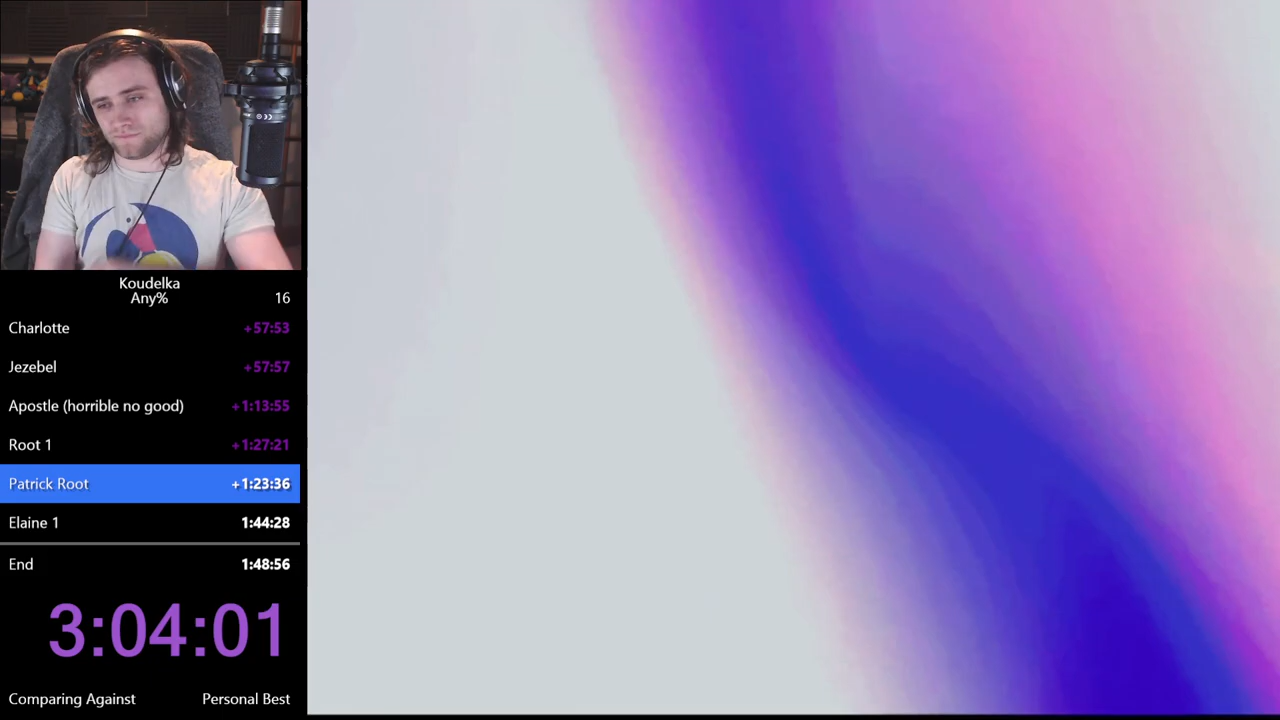 Koudelka
Any% 16
Charlotte +57:53
Jezebel +57:57
Apostle (horrible no good) +1:13:55
Root 1 +1:27:21
Patrick Root +1:23:36
Elaine 1 1:44:28
End 1:48:56
3:04:01
Comparing Against Personal Best